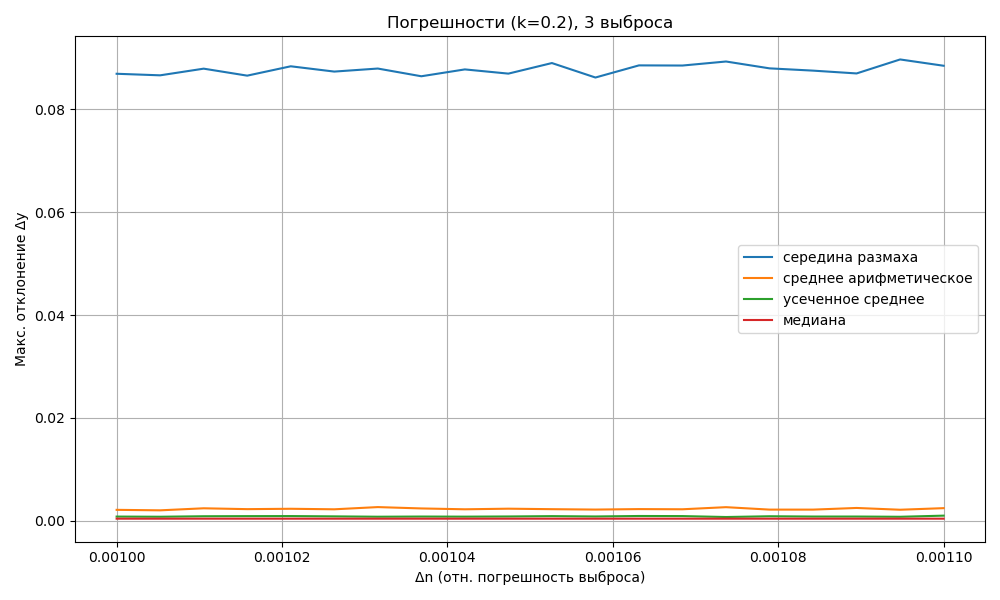 Погрешности (k=0.2), 3 выброса
Макс. отклонение Δy
0.08
0.06
0.04
0.02
0.00
середина размаха
среднее арифметическое
усеченное среднее
медиана
0.00100
0.00102
0.00104
0.00106
0.00108
0.00110
Δn (отн. погрешность выброса)